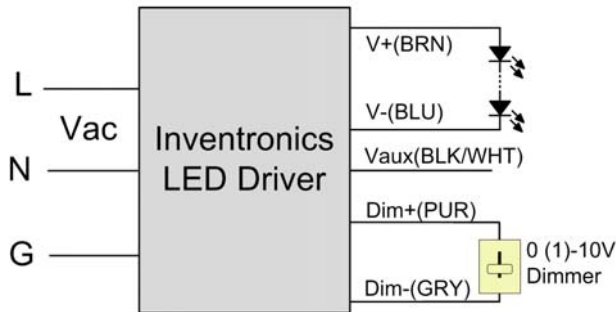 L
Vac
N
G
Inventronics
LED Driver
V+(BRN)
V-(BLU)
Vaux(BLK/WHT)
Dim+(PUR)
Dim-(GRY)
0 (1)-10V
Dimmer